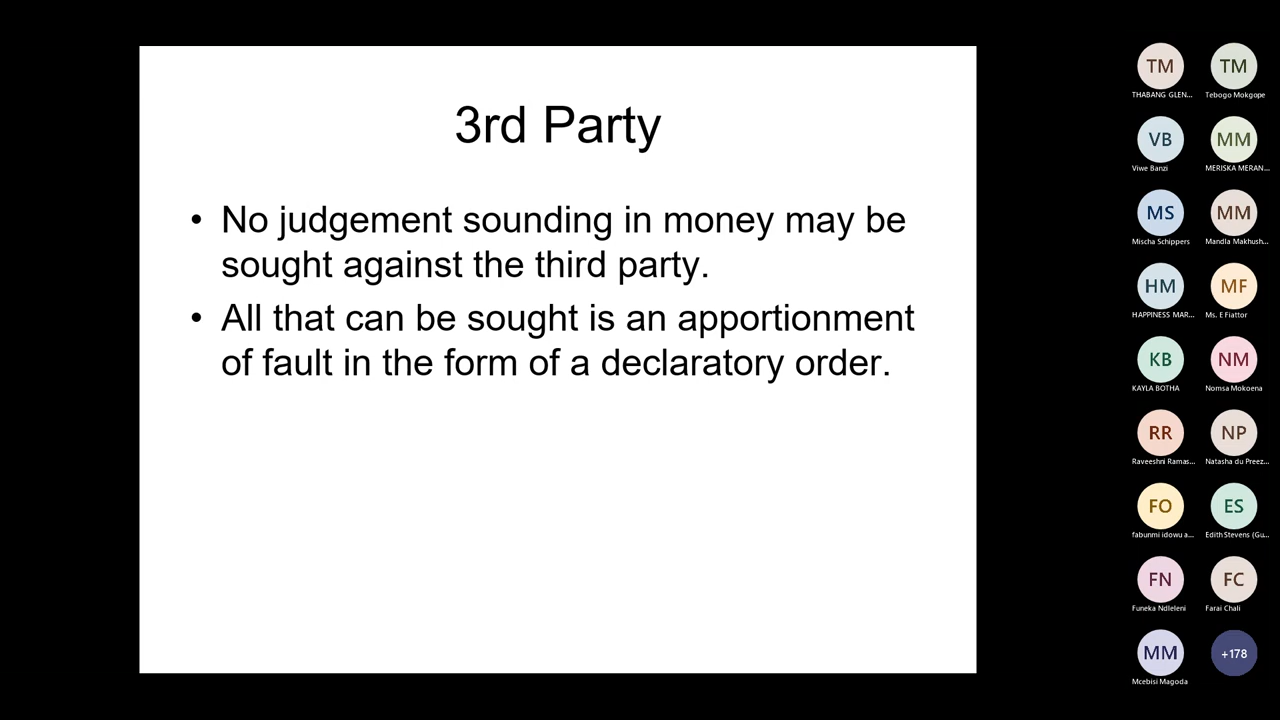 3rd Party
• No judgement sounding in money may be
sought against the third party.
• All that can be sought is an apportionment
of fault in the form of a declaratory order.
TM TM
THABANG GLEN... Tebogo Mokgope
VB MM
Viwe Banzi MERISKA MERAN...
MS MM
Mischa Schippers Mandla Makhush...
HM MF
HAPPINESS MAR... Ms. E Fiattor
KB NM
KAYLA BOTHA Nomsa Mokoena
RR NP
Raveeshni Ramas... Natasha du Preez...
FO ES
fabunmi idowu a... Edith Stevens (Gu...
FN FC
Funeka Ndleleni Farai Chali
MM +178
Mcebisi Magoda